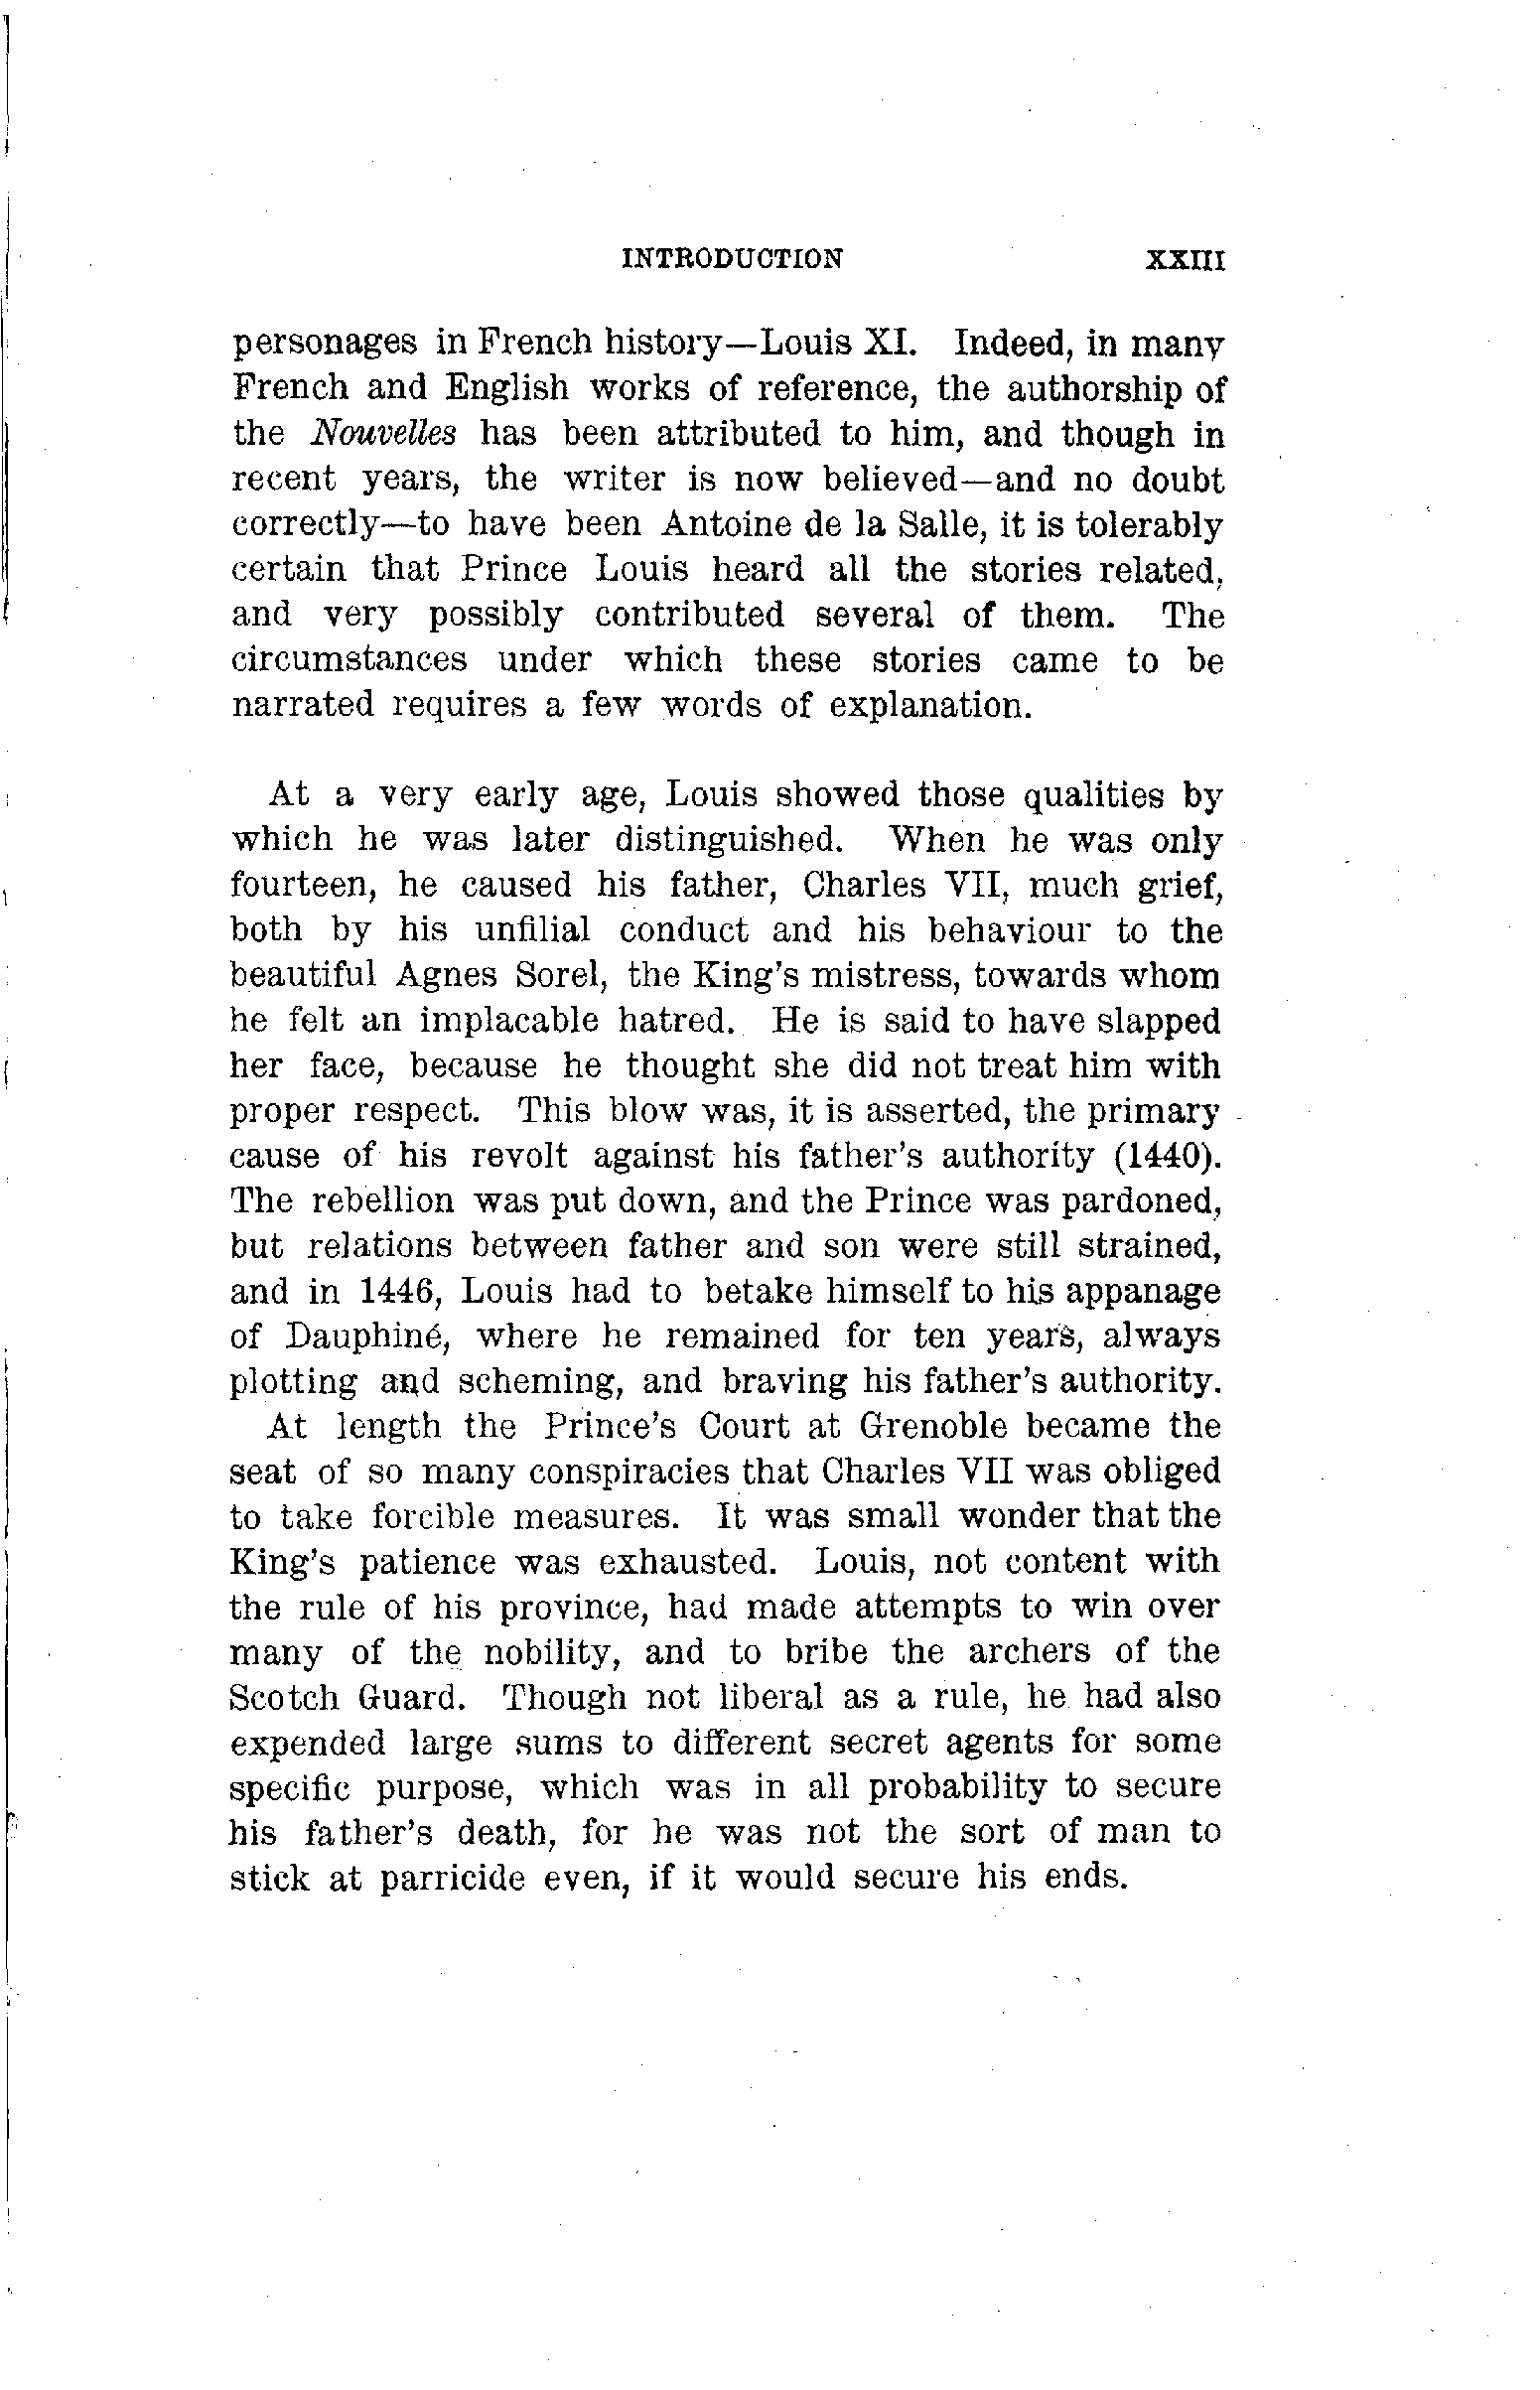 INTRODUCTION XXIII
personages in French history—Louis XI. Indeed, in many
French and English works of reference, the authorship of
the Nouvelles has been attributed to him, and though in
recent years, the writer is now believed—and no doubt
correctly—to have been Antoine de la Salle, it is tolerably
certain that Prince Louis heard all the stories related,
and very possibly contributed several of them. The
circumstances under which these stories came to be
narrated requires a few words of explanation.
At a very early age, Louis showed those qualities by
which he was later distinguished. When he was only
fourteen, he caused his father, Charles VII, much grief,
both by his unfilial conduct and his behaviour to the
beautiful Agnes Sorel, the King's mistress, towards whom
he felt an implacable hatred. He is said to have slapped
her face, because he thought she did not treat him with
proper respect. This blow was, it is asserted, the primary
cause of his revolt against his father's authority (1440).
The rebellion was put down, and the Prince was pardoned,
but relations between father and son were still strained,
and in 1446, Louis had to betake himself to his appanage
of Dauphiné, where he remained for ten years, always
plotting and scheming, and braving his father's authority.
At length the Prince's Court at Grenoble became the
seat of so many conspiracies that Charles VII was obliged
to take forcible measures. It was small wonder that the
King's patience was exhausted. Louis, not content with
the rule of his province, had made attempts to win over
many of the nobility, and to bribe the archers of the
Scotch Guard. Though not liberal as a rule, he had also
expended large sums to different secret agents for some
specific purpose, which was in all probability to secure
his father's death, for he was not the sort of man to
stick at parricide even, if it would secure his ends.